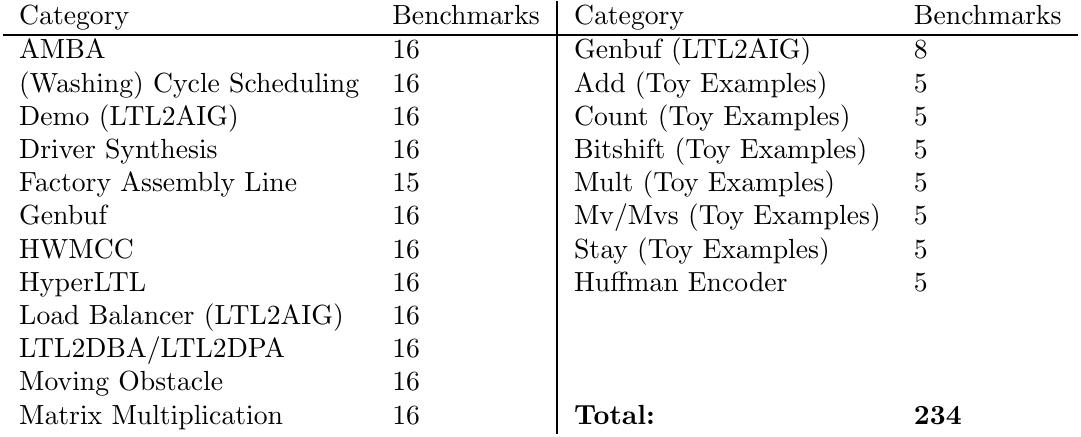 Category Benchmarks Category Benchmarks
AMBA 16 Genbuf (LTL2AIG) 8
(Washing) Cycle Scheduling 16 Add (Toy Examples) 5
Demo (LTL2AIG) 16 Count (Toy Examples) 5
Driver Synthesis 16 Bitshift (Toy Examples) 5
Factory Assembly Line 15 Mult (Toy Examples) 5
Genbuf 16 Mv/Mvs (Toy Examples) 5
HWMCC 16 Stay (Toy Examples) 5
HyperLTL 16 Huffman Encoder 5
Load Balancer (LTL2AIG) 16
LTL2DBA/LTL2DPA 16
Moving Obstacle 16
Matrix Multiplication 16 Total: 234